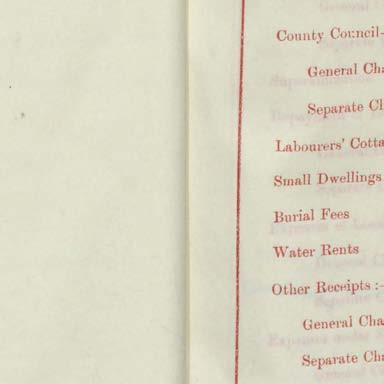 County Council-
General Cha
Separate Ch
Labourers' Cotta
Small Dwellings
Burial Fees
Water Rents
Other Receipts :-
General Cha
Separate Cha